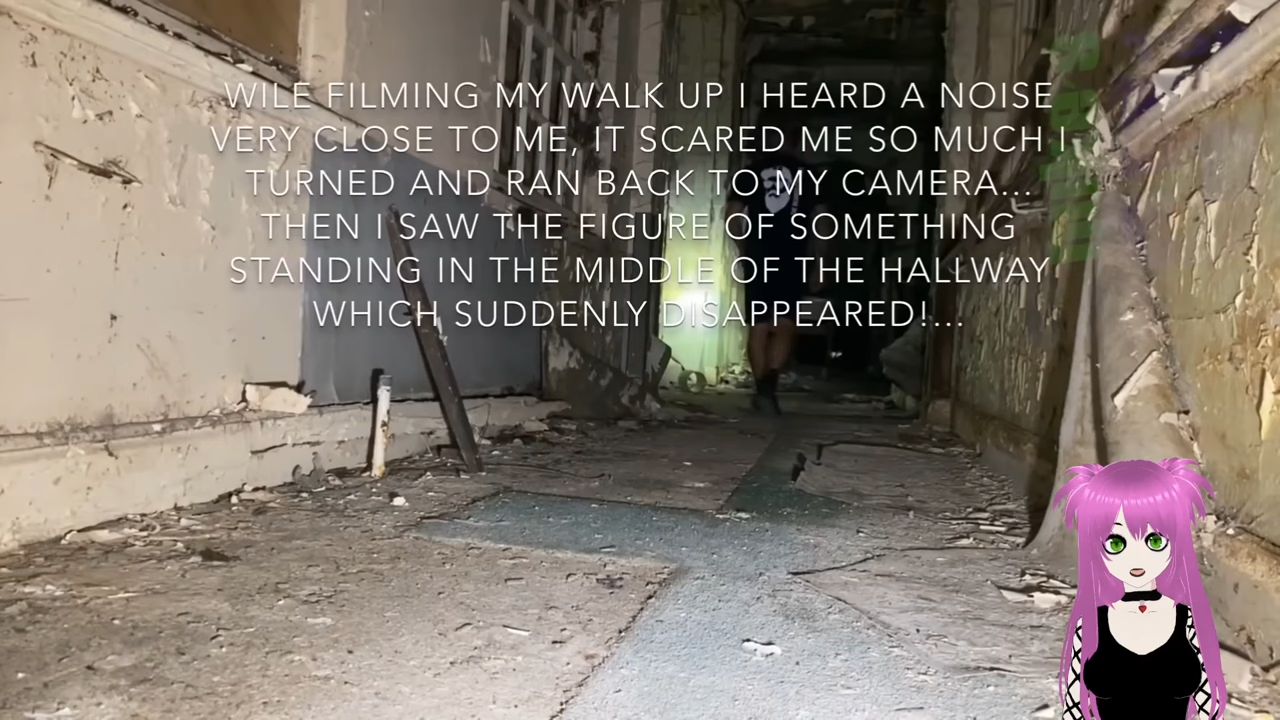 WILE FILMING MY WALK UP I HEARD A NOISE
VERY CLOSE TO ME, IT SCARED ME SO MUCH I
TURNED AND RAN BACK TO MY CAMERA...
THEN I SAW THE FIGURE OF SOMETHING
STANDING IN THE MIDDLE OF THE HALLWAY
WHICH SUDDENLY DISAPPEARED!...